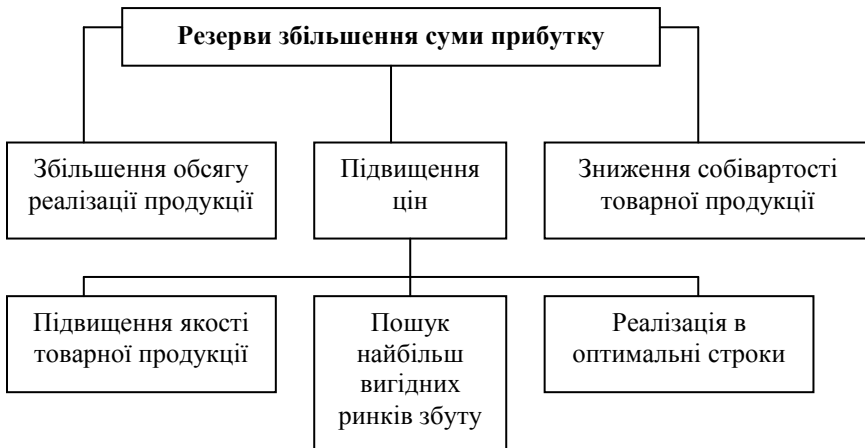 Резерви збільшення суми прибутку
Збільшення обсягу
реалізації продукції
Підвищення
цін
Зниження собівартості
товарної продукції
Підвищення якості
товарної продукції
Пошук
найбільш
вигідних
ринків збуту
Реалізація в
оптимальні строки